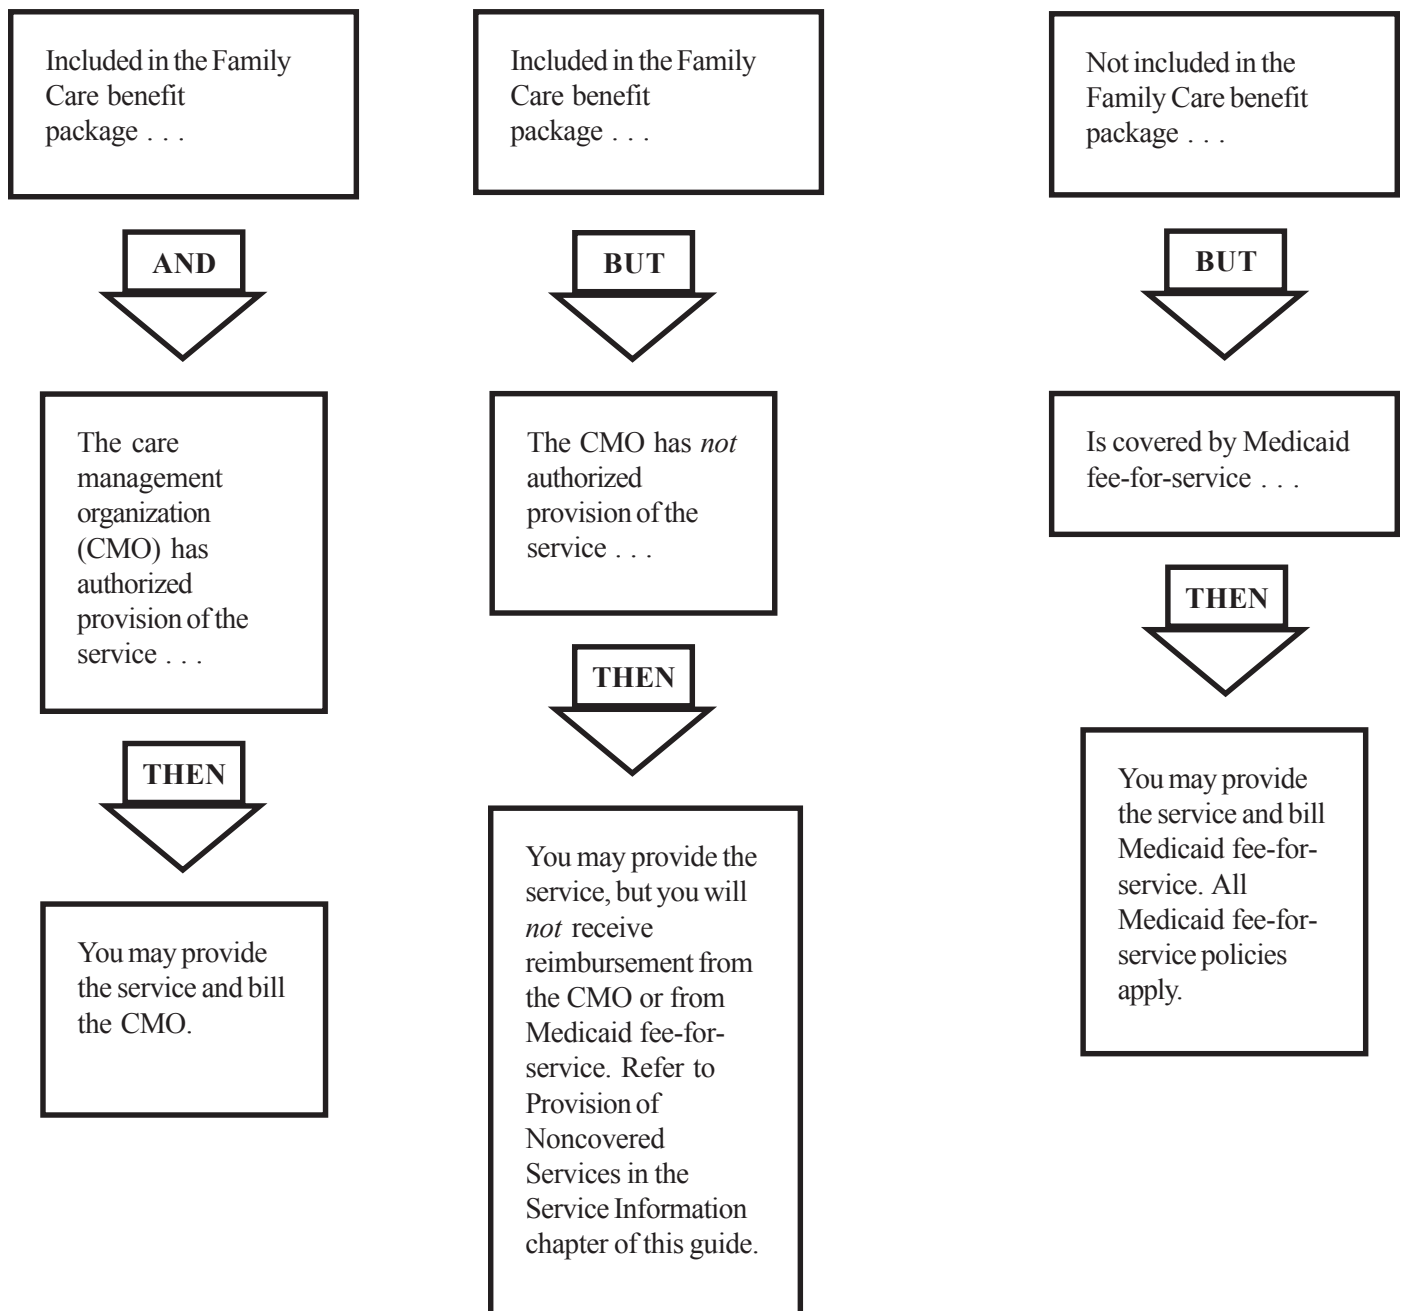 Included in the Family
Care benefit
package . . .
AND
The care
management
organization
(CMO) has
authorized
provision of the
service . . .
THEN
You may provide
the service and bill
the CMO.
Included in the Family
Care benefit
package . . .
BUT
The CMO has not
authorized
provision of the
service . . .
THEN
You may provide the
service, but you will
not receive
reimbursement from
the CMO or from
Medicaid fee-for-
service. Refer to
Provision of
Noncovered
Services in the
Service Information
chapter of this guide.
Not included in the
Family Care benefit
package . . .
BUT
Is covered by Medicaid
fee-for-service . . .
THEN
You may provide
the service and bill
Medicaid fee-for-
service. All
Medicaid fee-for-
service policies
apply.